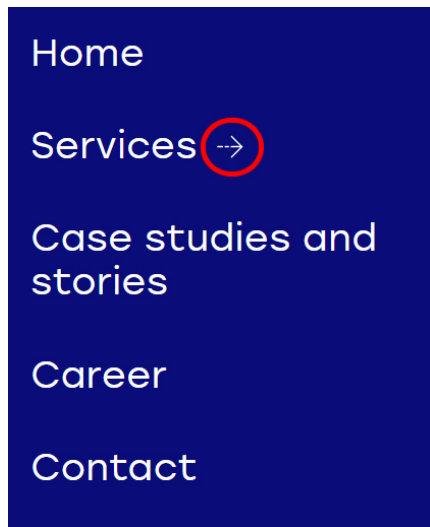 Home
Services
Case studies and
stories
Career
Contact